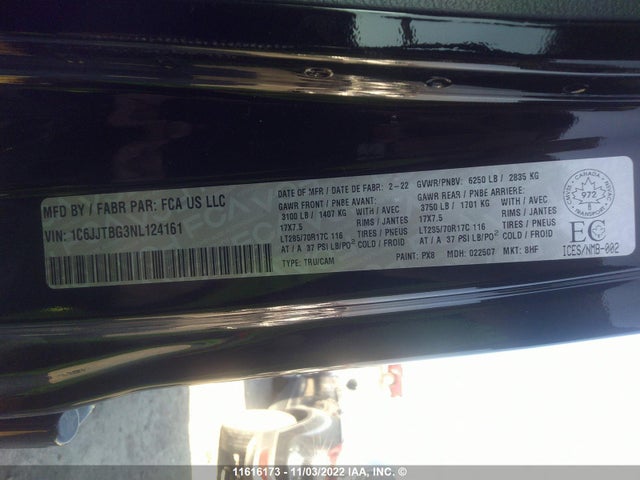 MFD BY / FABR PAR: FCA US LLC
VIN: 1C6JJTBG3NL124161
DATE OF MFR / DATE DE FABR: 2-22
GAWR FRONT / PNBE AVANT:
3100 LB / 1407 KG
17X7.5 RIMS / JANTES
LT285/70R17C 116 TIRES / PNEUS
AT / A 37 PSI LB/PO² COLD / FROID
TYPE: TRU/CAM
GVWR/PNBV: 6250 LB / 2835 KG
GAWR REAR / PNBE ARRIERE:
3750 LB / 1701 KG
17X7.5 RIMS / JANTES
LT285/70R17C 116 TIRES / PNEUS
AT / A 37 PSI LB/PO² COLD / FROID
PAINT: PX8 MDH: 022507 MKT: 8HF
CANADA
972
TRANSPORT
EC
ICES/NMB-002
11616173 - 11/03/2022 IAA, INC. ©